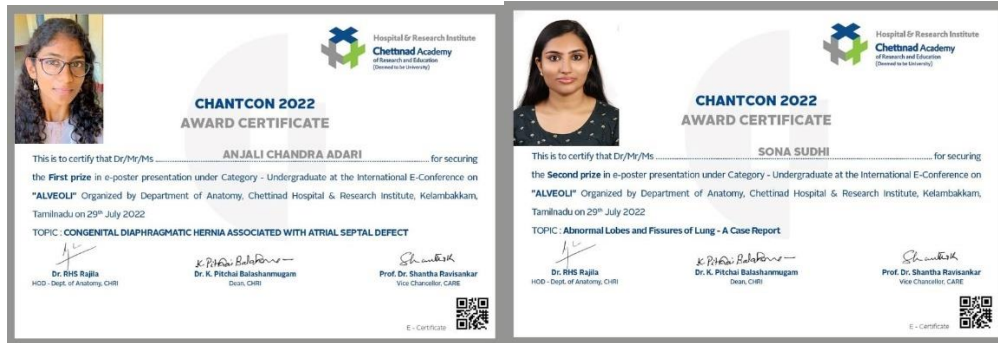 Hospital & Research Institute
Chettinad Academy
of Research and Education
(Deemed to be University)
CHANTCON 2022
AWARD CERTIFICATE
This is to certify that Dr/Mr/Ms ANJALI CHANDRA ADARI for securing
the First prize in e-poster presentation under Category - Undergraduate at the International E-Conference on
"ALVEOLI" Organized by Department of Anatomy, Chettinad Hospital & Research Institute, Kelambakkam,
Tamilnadu on 29th July 2022
TOPIC : CONGENITAL DIAPHRAGMATIC HERNIA ASSOCIATED WITH ATRIAL SEPTAL DEFECT
K. Pitchai Balashanmugam
Shantha R
Dr. RHS Rajila
Dr. K. Pitchai Balashanmugam
Prof. Dr. Shantha Ravisankar
HOD - Dept. of Anatomy, CHRI
Dean, CHRI
Vice Chancellor, CARE
E - Certificate
Hospital & Research Institute
Chettinad Academy
of Research and Education
(Deemed to be University)
CHANTCON 2022
AWARD CERTIFICATE
This is to certify that Dr/Mr/Ms SONA SUDHI for securing
the Second prize in e-poster presentation under Category - Undergraduate at the International E-Conference on
"ALVEOLI" Organized by Department of Anatomy, Chettinad Hospital & Research Institute, Kelambakkam,
Tamilnadu on 29th July 2022
TOPIC : Abnormal Lobes and Fissures of Lung - A Case Report
Dr. RHS Rajila
Dr. K. Pitchai Balashanmugam
Prof. Dr. Shantha Ravisankar
HOD - Dept. of Anatomy, CHRI
Dean, CHRI
Vice Chancellor, CARE
E - Certificate